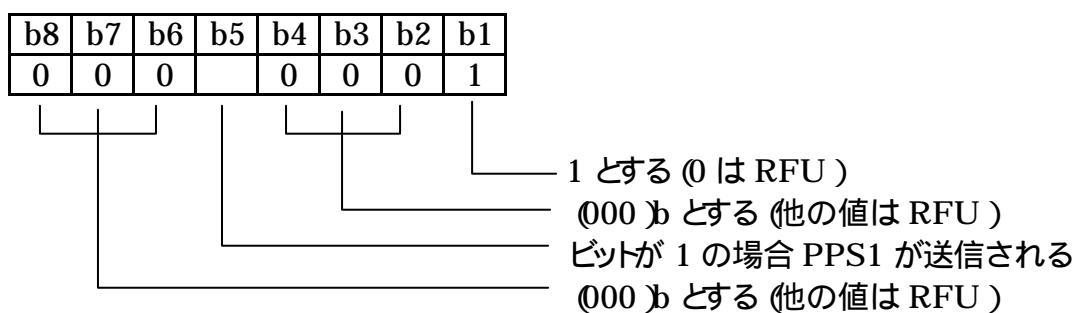 b8 b7 b6 b5 b4 b3 b2 b1
0 0 0 0 0 0 1
1 とする (0 は RFU )
(000 )b とする (他の値は RFU )
ビットが 1 の場合 PPS1 が送信される
(000 )b とする (他の値は RFU )